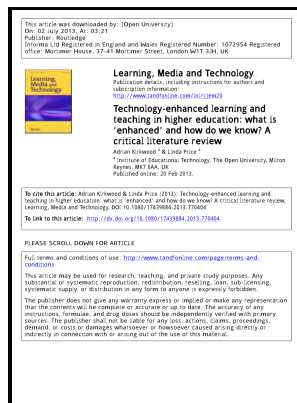 This article was downloaded by: [Open University]
On: 02 July 2013, At: 03:21
Publisher: Routledge
Informa Ltd Registered in England and Wales Registered Number: 1072954 Registered
office: Mortimer House, 37-41 Mortimer Street, London W1T 3JH, UK
Learning, Media and Technology
Publication details, including instructions for authors and
subscription information:
http://www.tandfonline.com/loi/cjem20
Technology-enhanced learning and
teaching in higher education: what is
‘enhanced’ and how do we know? A
critical literature review
Adrian Kirkwood a & Linda Price a
a Institute of Educational Technology, The Open University, Milton
Keynes, MK7 6AA, UK
Published online: 20 Feb 2013.
To cite this article: Adrian Kirkwood & Linda Price (2013): Technology-enhanced learning and
teaching in higher education: what is ‘enhanced’ and how do we know? A critical literature review,
Learning, Media and Technology, DOI:10.1080/17439884.2013.770404
To link to this article: http://dx.doi.org/10.1080/17439884.2013.770404
PLEASE SCROLL DOWN FOR ARTICLE
Full terms and conditions of use: http://www.tandfonline.com/page/terms-and-
conditions
This article may be used for research, teaching, and private study purposes. Any
substantial or systematic reproduction, redistribution, reselling, loan, sub-licensing,
systematic supply, or distribution in any form to anyone is expressly forbidden.
The publisher does not give any warranty express or implied or make any representation
that the contents will be complete or accurate or up to date. The accuracy of any
instructions, formulae, and drug doses should be independently verified with primary
sources. The publisher shall not be liable for any loss, actions, claims, proceedings,
demand, or costs or damages whatsoever or howsoever caused arising directly or
indirectly in connection with or arising out of the use of this material.
Learning,
Media and
Technology